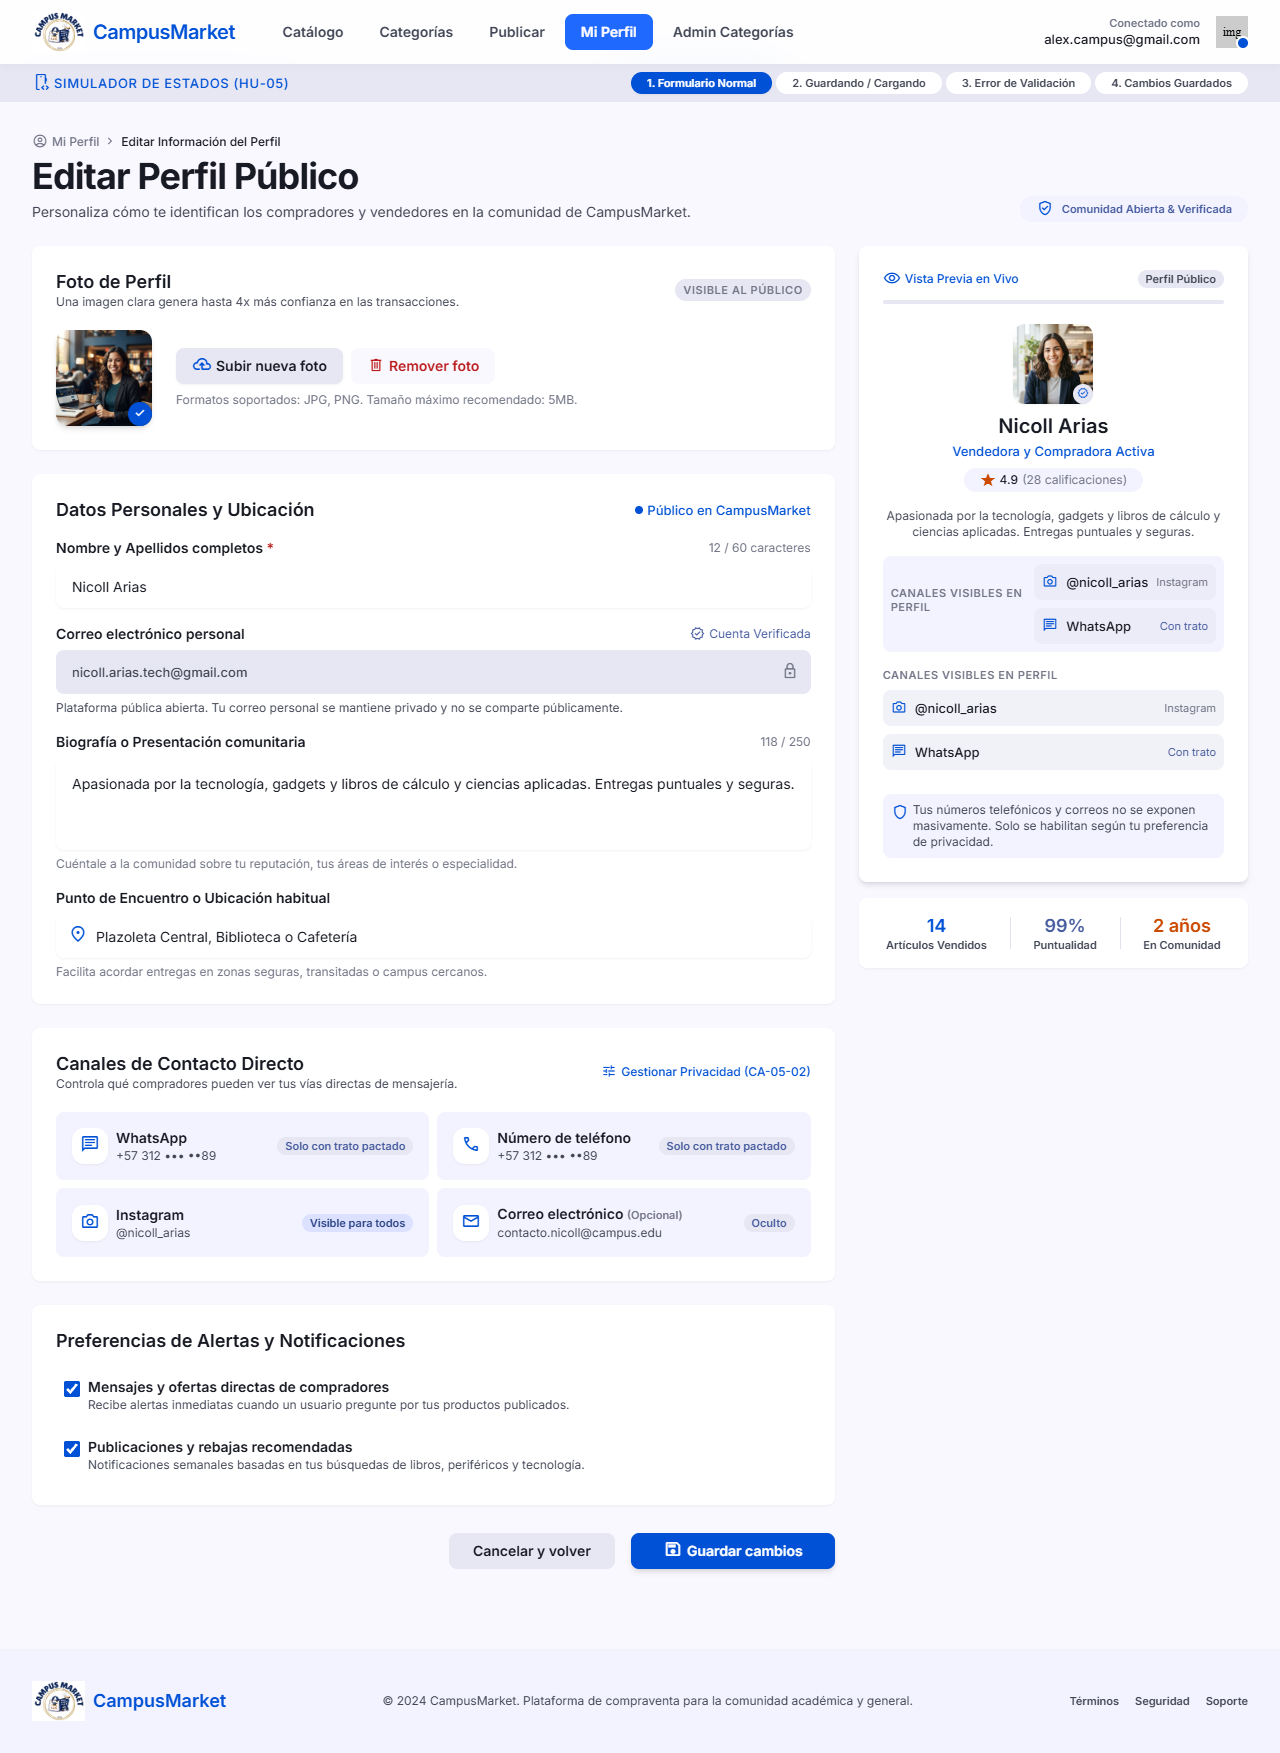 CAMPUS MARKET
CampusMarket
Catálogo
Categorías
Publicar
Mi Perfil
Admin Categorías
Conectado como
alex.campus@gmail.com
img
SIMULADOR DE ESTADOS (HU-05)
1. Formulario Normal
2. Guardando / Cargando
3. Error de Validación
4. Cambios Guardados
Mi Perfil > Editar Información del Perfil
Editar Perfil Público
Personaliza cómo te identifican los compradores y vendedores en la comunidad de CampusMarket.
Comunidad Abierta & Verificada
Foto de Perfil
Una imagen clara genera hasta 4x más confianza en las transacciones.
VISIBLE AL PÚBLICO
Subir nueva foto
Remover foto
Formatos soportados: JPG, PNG. Tamaño máximo recomendado: 5MB.
Datos Personales y Ubicación
Público en CampusMarket
Nombre y Apellidos completos *
12 / 60 caracteres
Nicoll Arias
Correo electrónico personal
Cuenta Verificada
nicoll.arias.tech@gmail.com
Plataforma pública abierta. Tu correo personal se mantiene privado y no se comparte públicamente.
Biografía o Presentación comunitaria
118 / 250
Apasionada por la tecnología, gadgets y libros de cálculo y ciencias aplicadas. Entregas puntuales y seguras.
Cuéntale a la comunidad sobre tu reputación, tus áreas de interés o especialidad.
Punto de Encuentro o Ubicación habitual
Plazoleta Central, Biblioteca o Cafetería
Facilita acordar entregas en zonas seguras, transitadas o campus cercanos.
Canales de Contacto Directo
Controla qué compradores pueden ver tus vías directas de mensajería.
Gestionar Privacidad (CA-05-02)
WhatsApp
+57 312 ••• ••89
Solo con trato pactado
Número de teléfono
+57 312 ••• ••89
Solo con trato pactado
Instagram
@nicoll_arias
Visible para todos
Correo electrónico (Opcional)
contacto.nicoll@campus.edu
Oculto
Preferencias de Alertas y Notificaciones
Mensajes y ofertas directas de compradores
Recibe alertas inmediatas cuando un usuario pregunte por tus productos publicados.
Publicaciones y rebajas recomendadas
Notificaciones semanales basadas en tus búsquedas de libros, periféricos y tecnología.
Cancelar y volver
Guardar cambios
Vista Previa en Vivo
Perfil Público
Nicoll Arias
Vendedora y Compradora Activa
4.9 (28 calificaciones)
Apasionada por la tecnología, gadgets y libros de cálculo y
ciencias aplicadas. Entregas puntuales y seguras.
CANALES VISIBLES EN
PERFIL
@nicoll_arias
Instagram
WhatsApp
Con trato
CANALES VISIBLES EN PERFIL
@nicoll_arias
Instagram
WhatsApp
Con trato
Tus números telefónicos y correos no se exponen
masivamente. Solo se habilitan según tu preferencia
de privacidad.
14
Artículos Vendidos
99%
Puntualidad
2 años
En Comunidad
CAMPUS MARKET
CampusMarket
© 2024 CampusMarket. Plataforma de compraventa para la comunidad académica y general.
Términos
Seguridad
Soporte